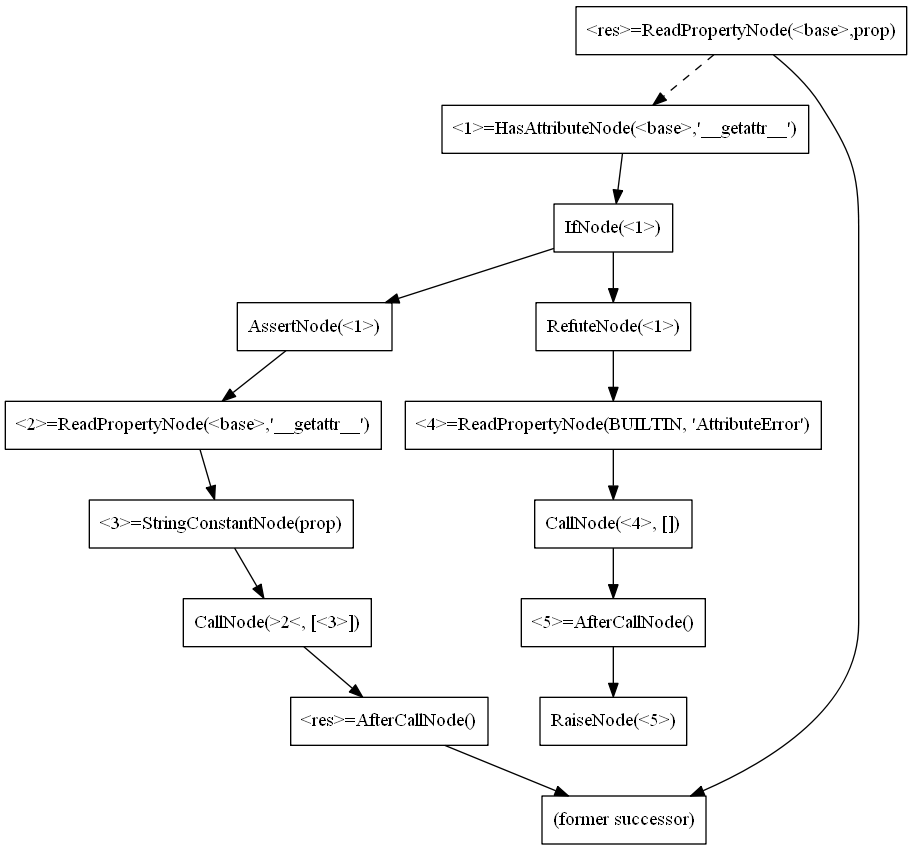 <res>=ReadPropertyNode(<base>,prop)
<1>=HasAttributeNode(<base>,'__getattr__')
IfNode(<1>)
AssertNode(<1>)
RefuteNode(<1>)
<2>=ReadPropertyNode(<base>,'__getattr__')
<4>=ReadPropertyNode(BUILTIN, 'AttributeError')
<3>=StringConstantNode(prop)
CallNode(<4>, [])
CallNode(>2<, [<3>])
<5>=AfterCallNode()
<res>=AfterCallNode()
RaiseNode(<5>)
(former successor)